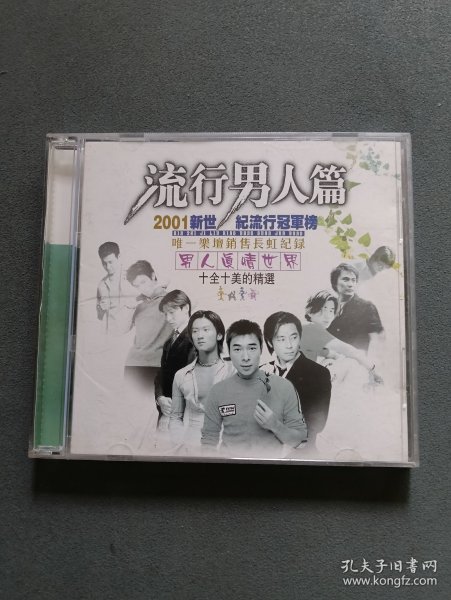 流行男人篇
2001新世紀流行冠軍榜
唯一樂壇銷售長虹紀録
男人真情世界
十全十美的精選
孔夫子旧书网
www.kongfz.com